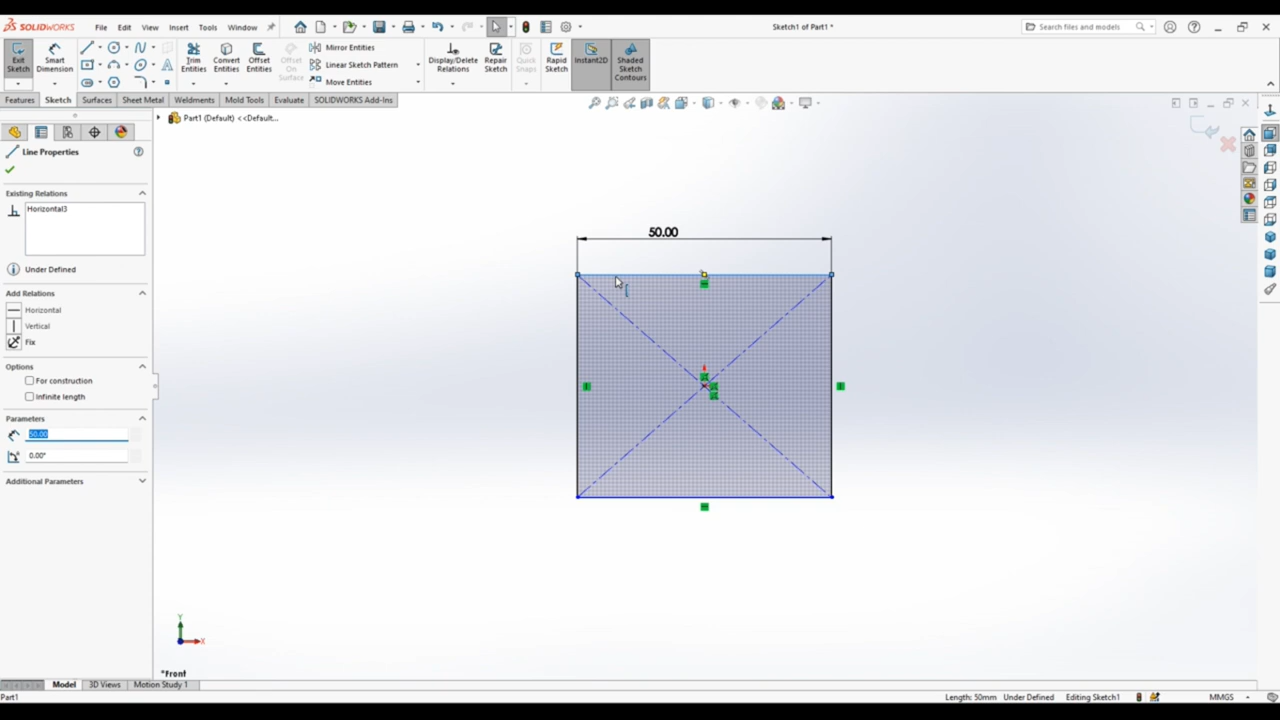 SOLIDWORKS File Edit View Insert Tools Window Sketch1 of Part1 * Search files and models
Exit Sketch
Smart Dimension
Trim Entities
Convert Entities
Offset Entities
Offset On Surface
Mirror Entities
Linear Sketch Pattern
Move Entities
Display/Delete Relations
Repair Sketch
Quick Snaps
Rapid Sketch
Instant2D
Shaded Sketch Contours
Features Sketch Surfaces Sheet Metal Weldments Mold Tools Evaluate SOLIDWORKS Add-Ins
Part1 (Default) <<Default...
Line Properties
Existing Relations
Horizontal3
Under Defined
Add Relations
Horizontal
Vertical
Fix
Options
For construction
Infinite length
Parameters
50.00
0.00°
Additional Parameters
50.00
Y
X
*Front
Model 3D Views Motion Study 1
Part1 Length: 50mm Under Defined Editing Sketch1 MMGS